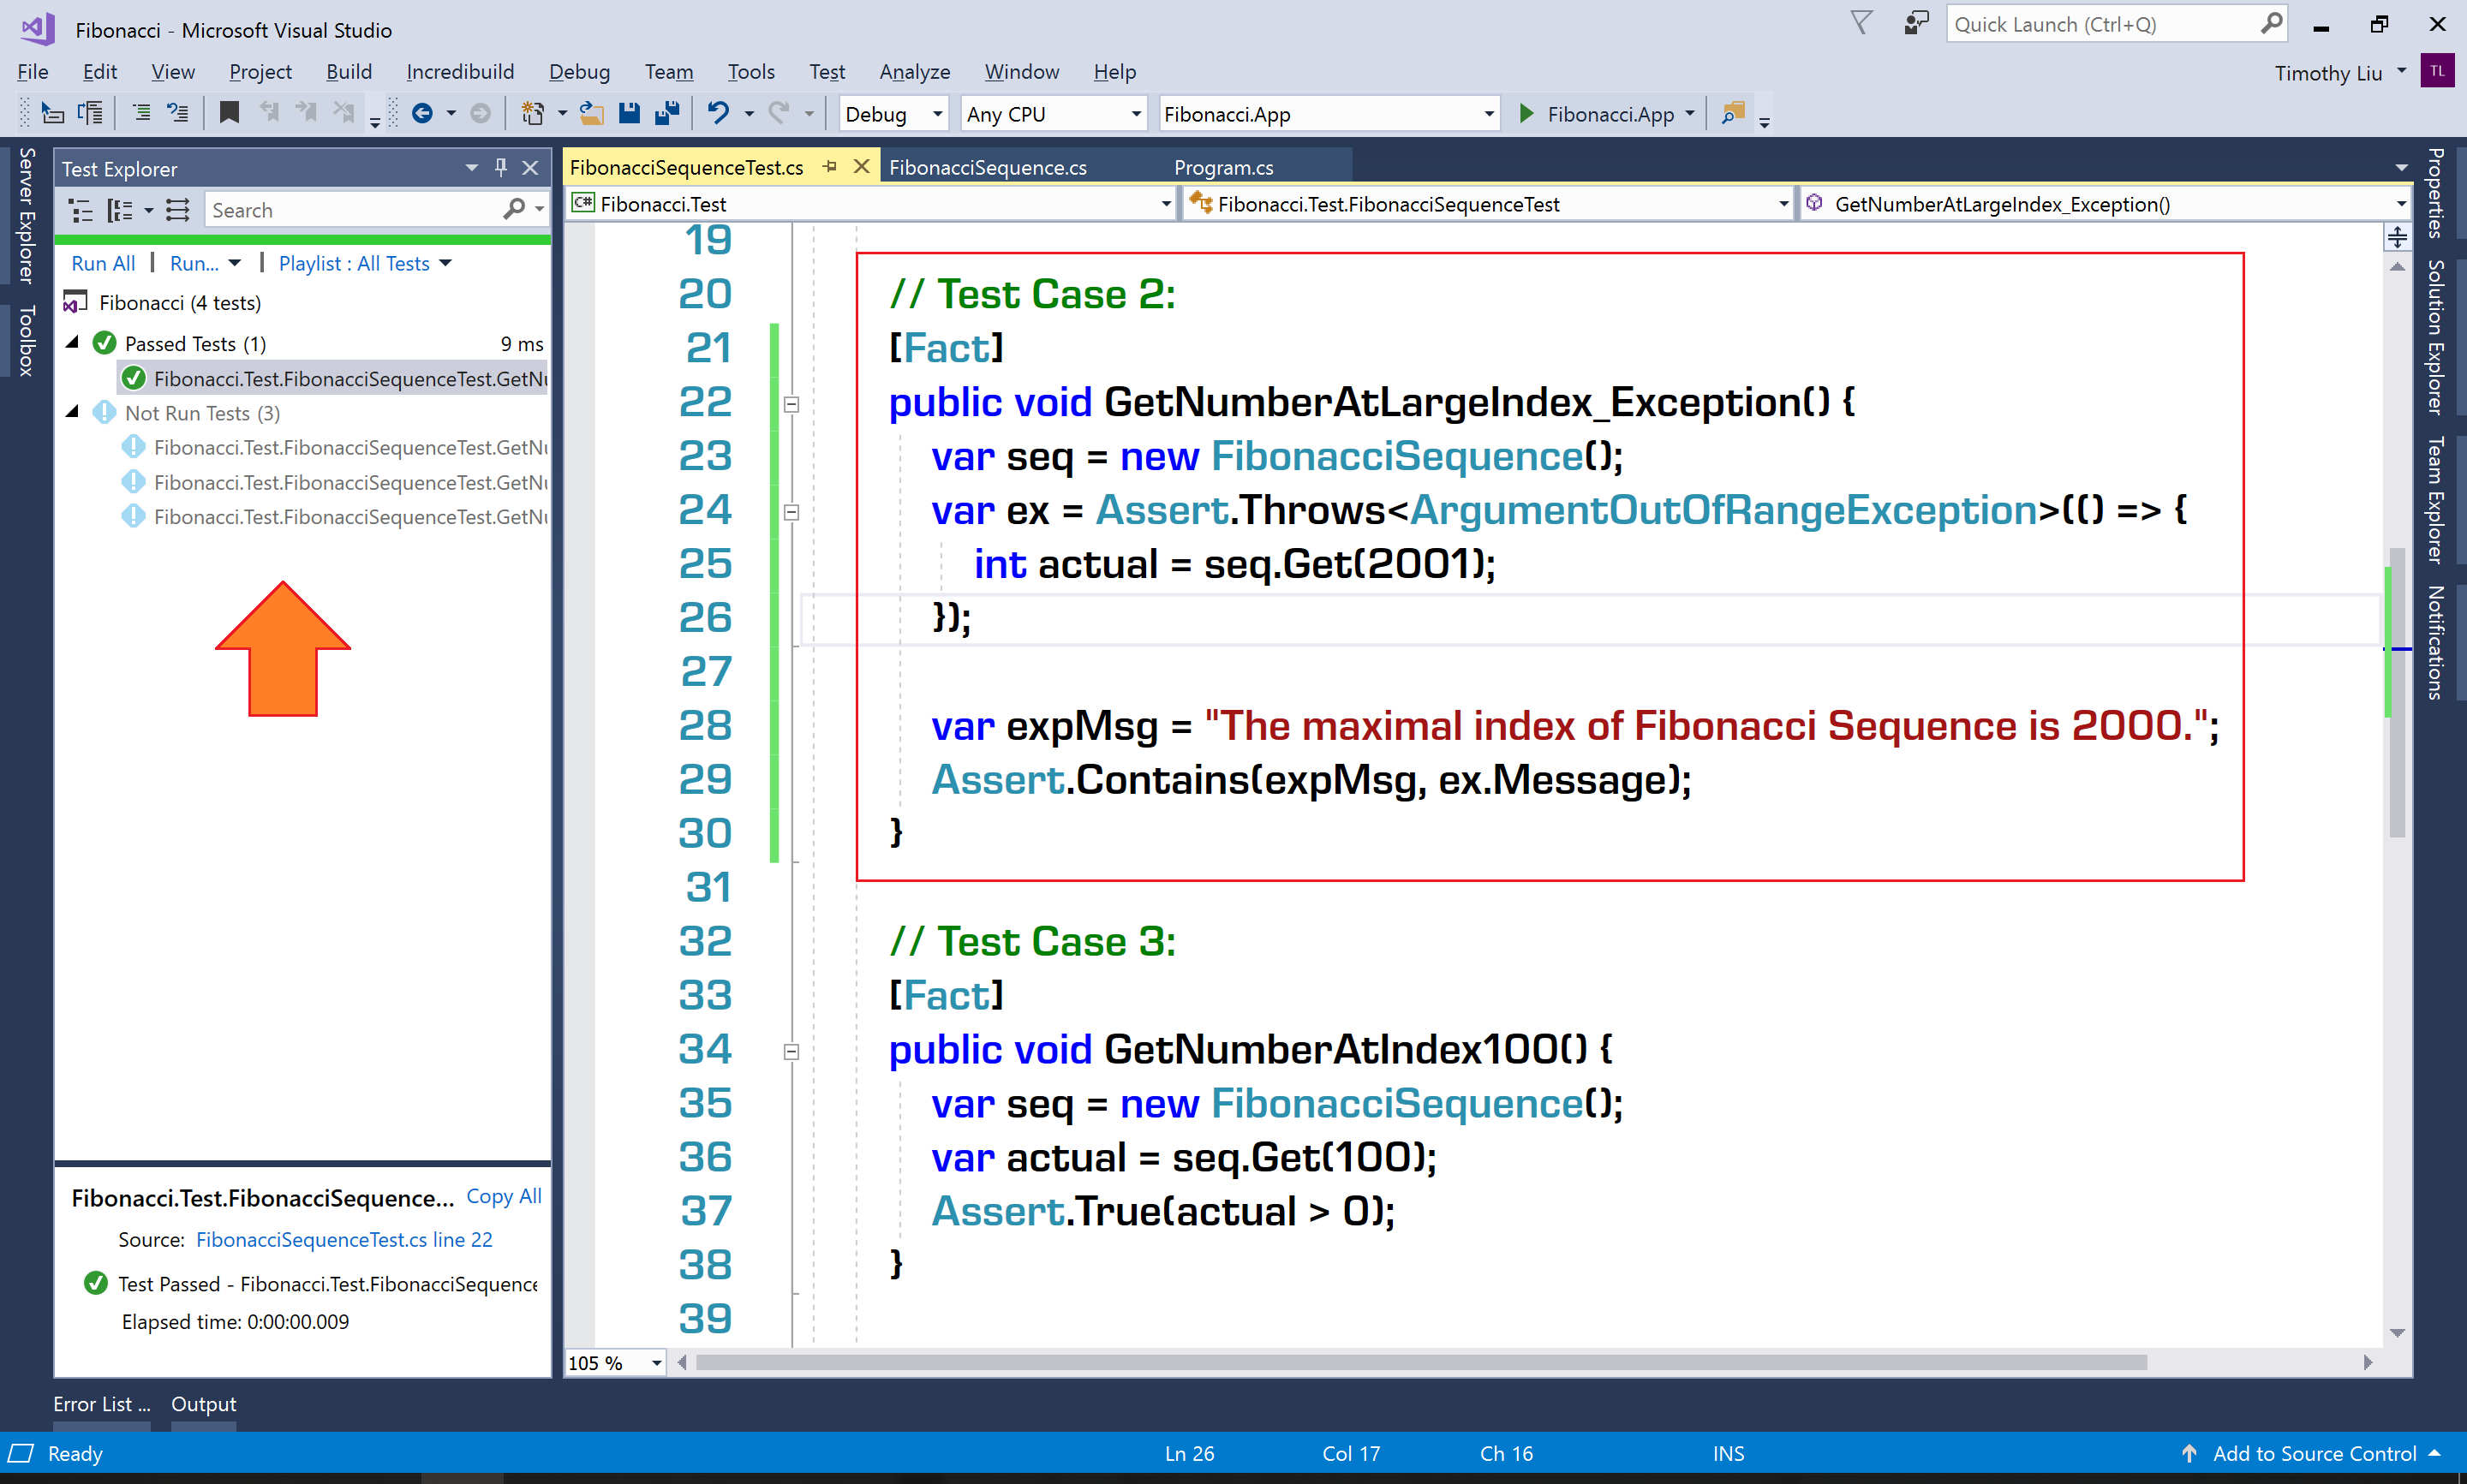 Fibonacci - Microsoft Visual Studio
Quick Launch (Ctrl+Q)
File Edit View Project Build Incredibuild Debug Team Tools Test Analyze Window Help
Timothy Liu TL
Debug Any CPU Fibonacci.App Fibonacci.App
Server Explorer
Toolbox
Test Explorer
Search
Run All | Run... | Playlist : All Tests
Fibonacci (4 tests)
Passed Tests (1) 9 ms
Fibonacci.Test.FibonacciSequenceTest.GetNu
Not Run Tests (3)
Fibonacci.Test.FibonacciSequenceTest.GetNu
Fibonacci.Test.FibonacciSequenceTest.GetNu
Fibonacci.Test.FibonacciSequenceTest.GetNu
Fibonacci.Test.FibonacciSequence... Copy All
Source: FibonacciSequenceTest.cs line 22
Test Passed - Fibonacci.Test.FibonacciSequence
Elapsed time: 0:00:00.009
FibonacciSequenceTest.cs FibonacciSequence.cs Program.cs
C# Fibonacci.Test Fibonacci.Test.FibonacciSequenceTest GetNumberAtLargeIndex_Exception()
19
20 // Test Case 2:
21 [Fact]
22 public void GetNumberAtLargeIndex_Exception() {
23 var seq = new FibonacciSequence();
24 var ex = Assert.Throws<ArgumentOutOfRangeException>(() => {
25 int actual = seq.Get(2001);
26 });
27
28 var expMsg = "The maximal index of Fibonacci Sequence is 2000.";
29 Assert.Contains(expMsg, ex.Message);
30 }
31
32 // Test Case 3:
33 [Fact]
34 public void GetNumberAtIndex100() {
35 var seq = new FibonacciSequence();
36 var actual = seq.Get(100);
37 Assert.True(actual > 0);
38 }
39
105 %
Properties
Solution Explorer
Team Explorer
Notifications
Error List ... Output
Ready Ln 26 Col 17 Ch 16 INS Add to Source Control